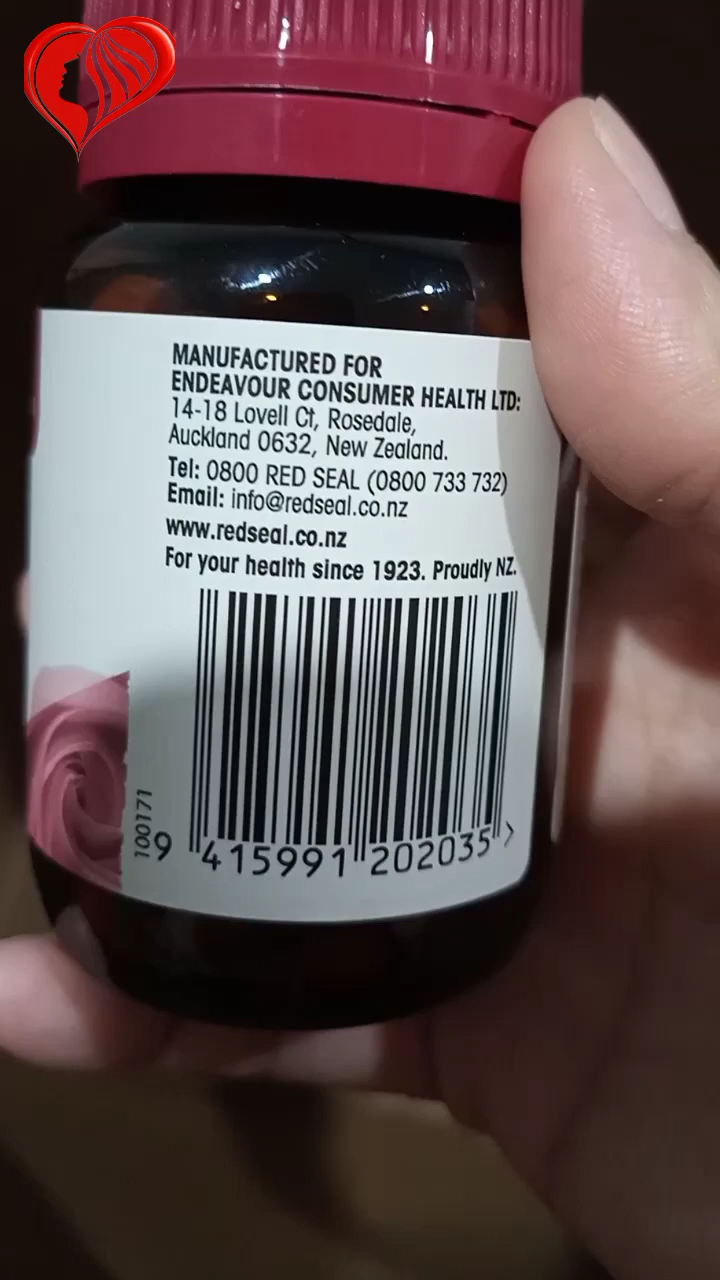 MANUFACTURED FOR
ENDEAVOUR CONSUMER HEALTH LTD:
14-18 Lovell Ct, Rosedale,
Auckland 0632, New Zealand.
Tel: 0800 RED SEAL (0800 733 732)
Email: info@redseal.co.nz
www.redseal.co.nz
For your health since 1923. Proudly NZ.
100171
9 415991 202035 >